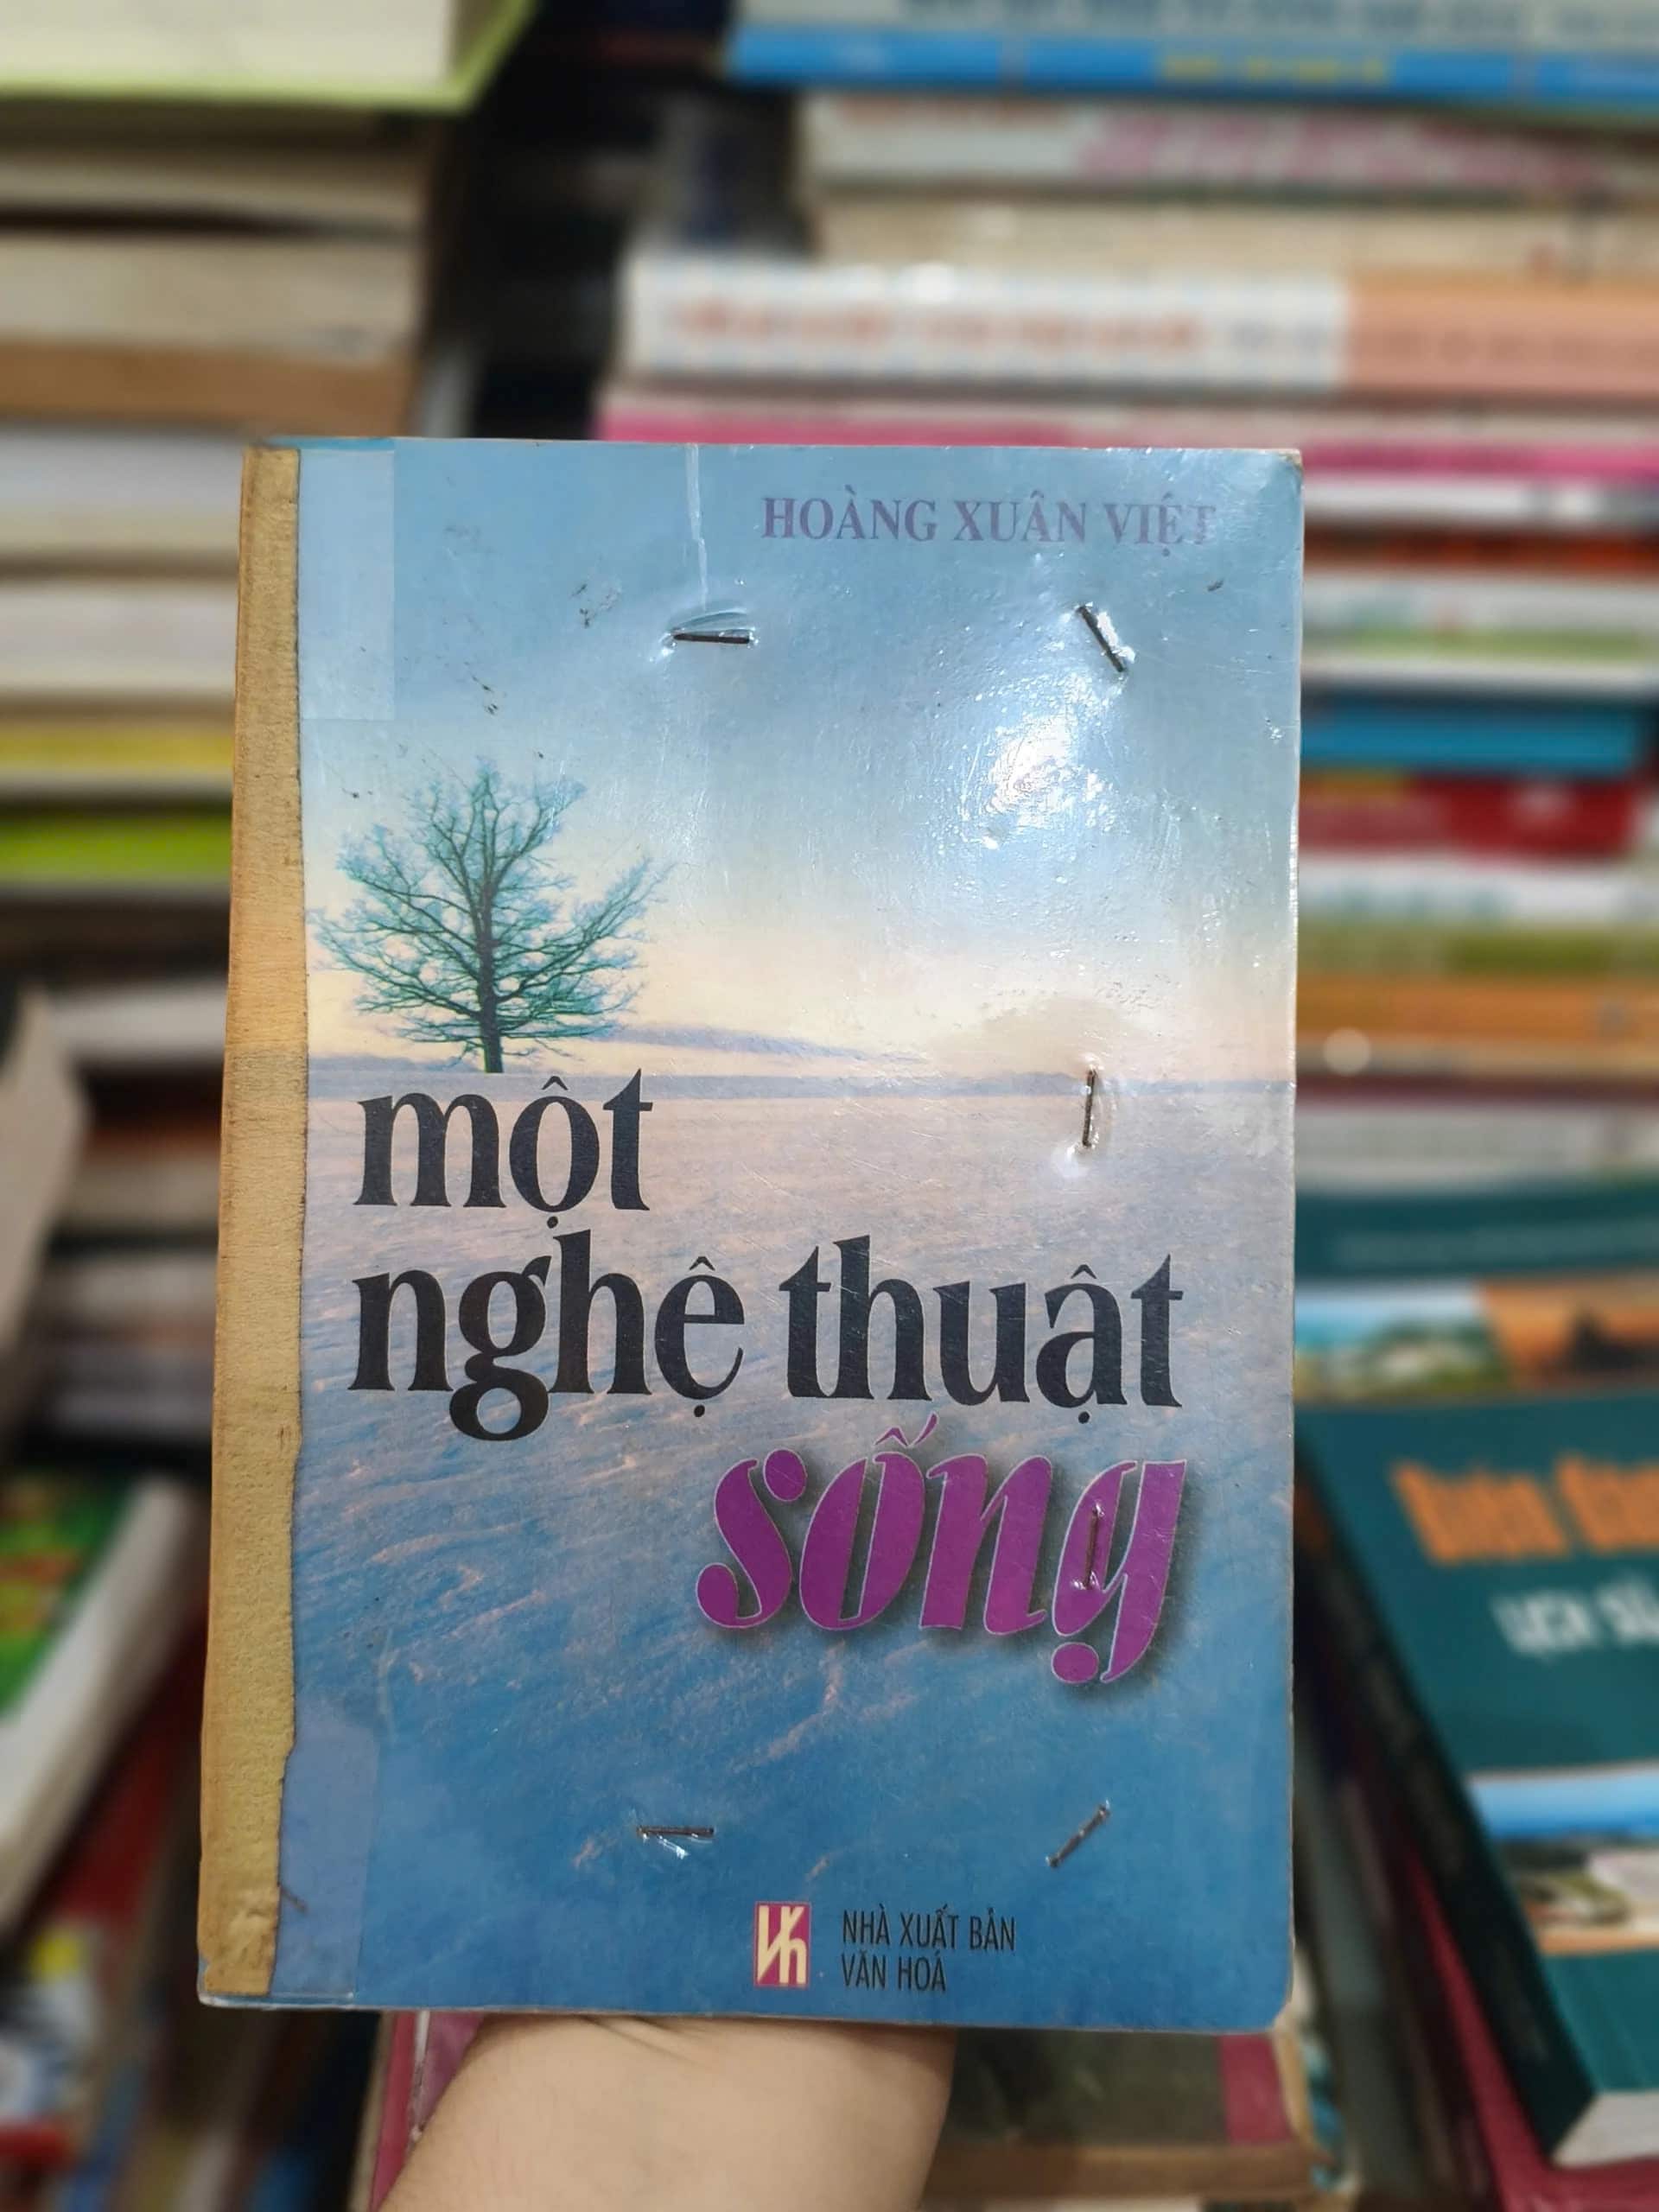 HOÀNG XUÂN VIỆT
một
nghệ thuật
sống
NHÀ XUẤT BẢN
VĂN HOÁ